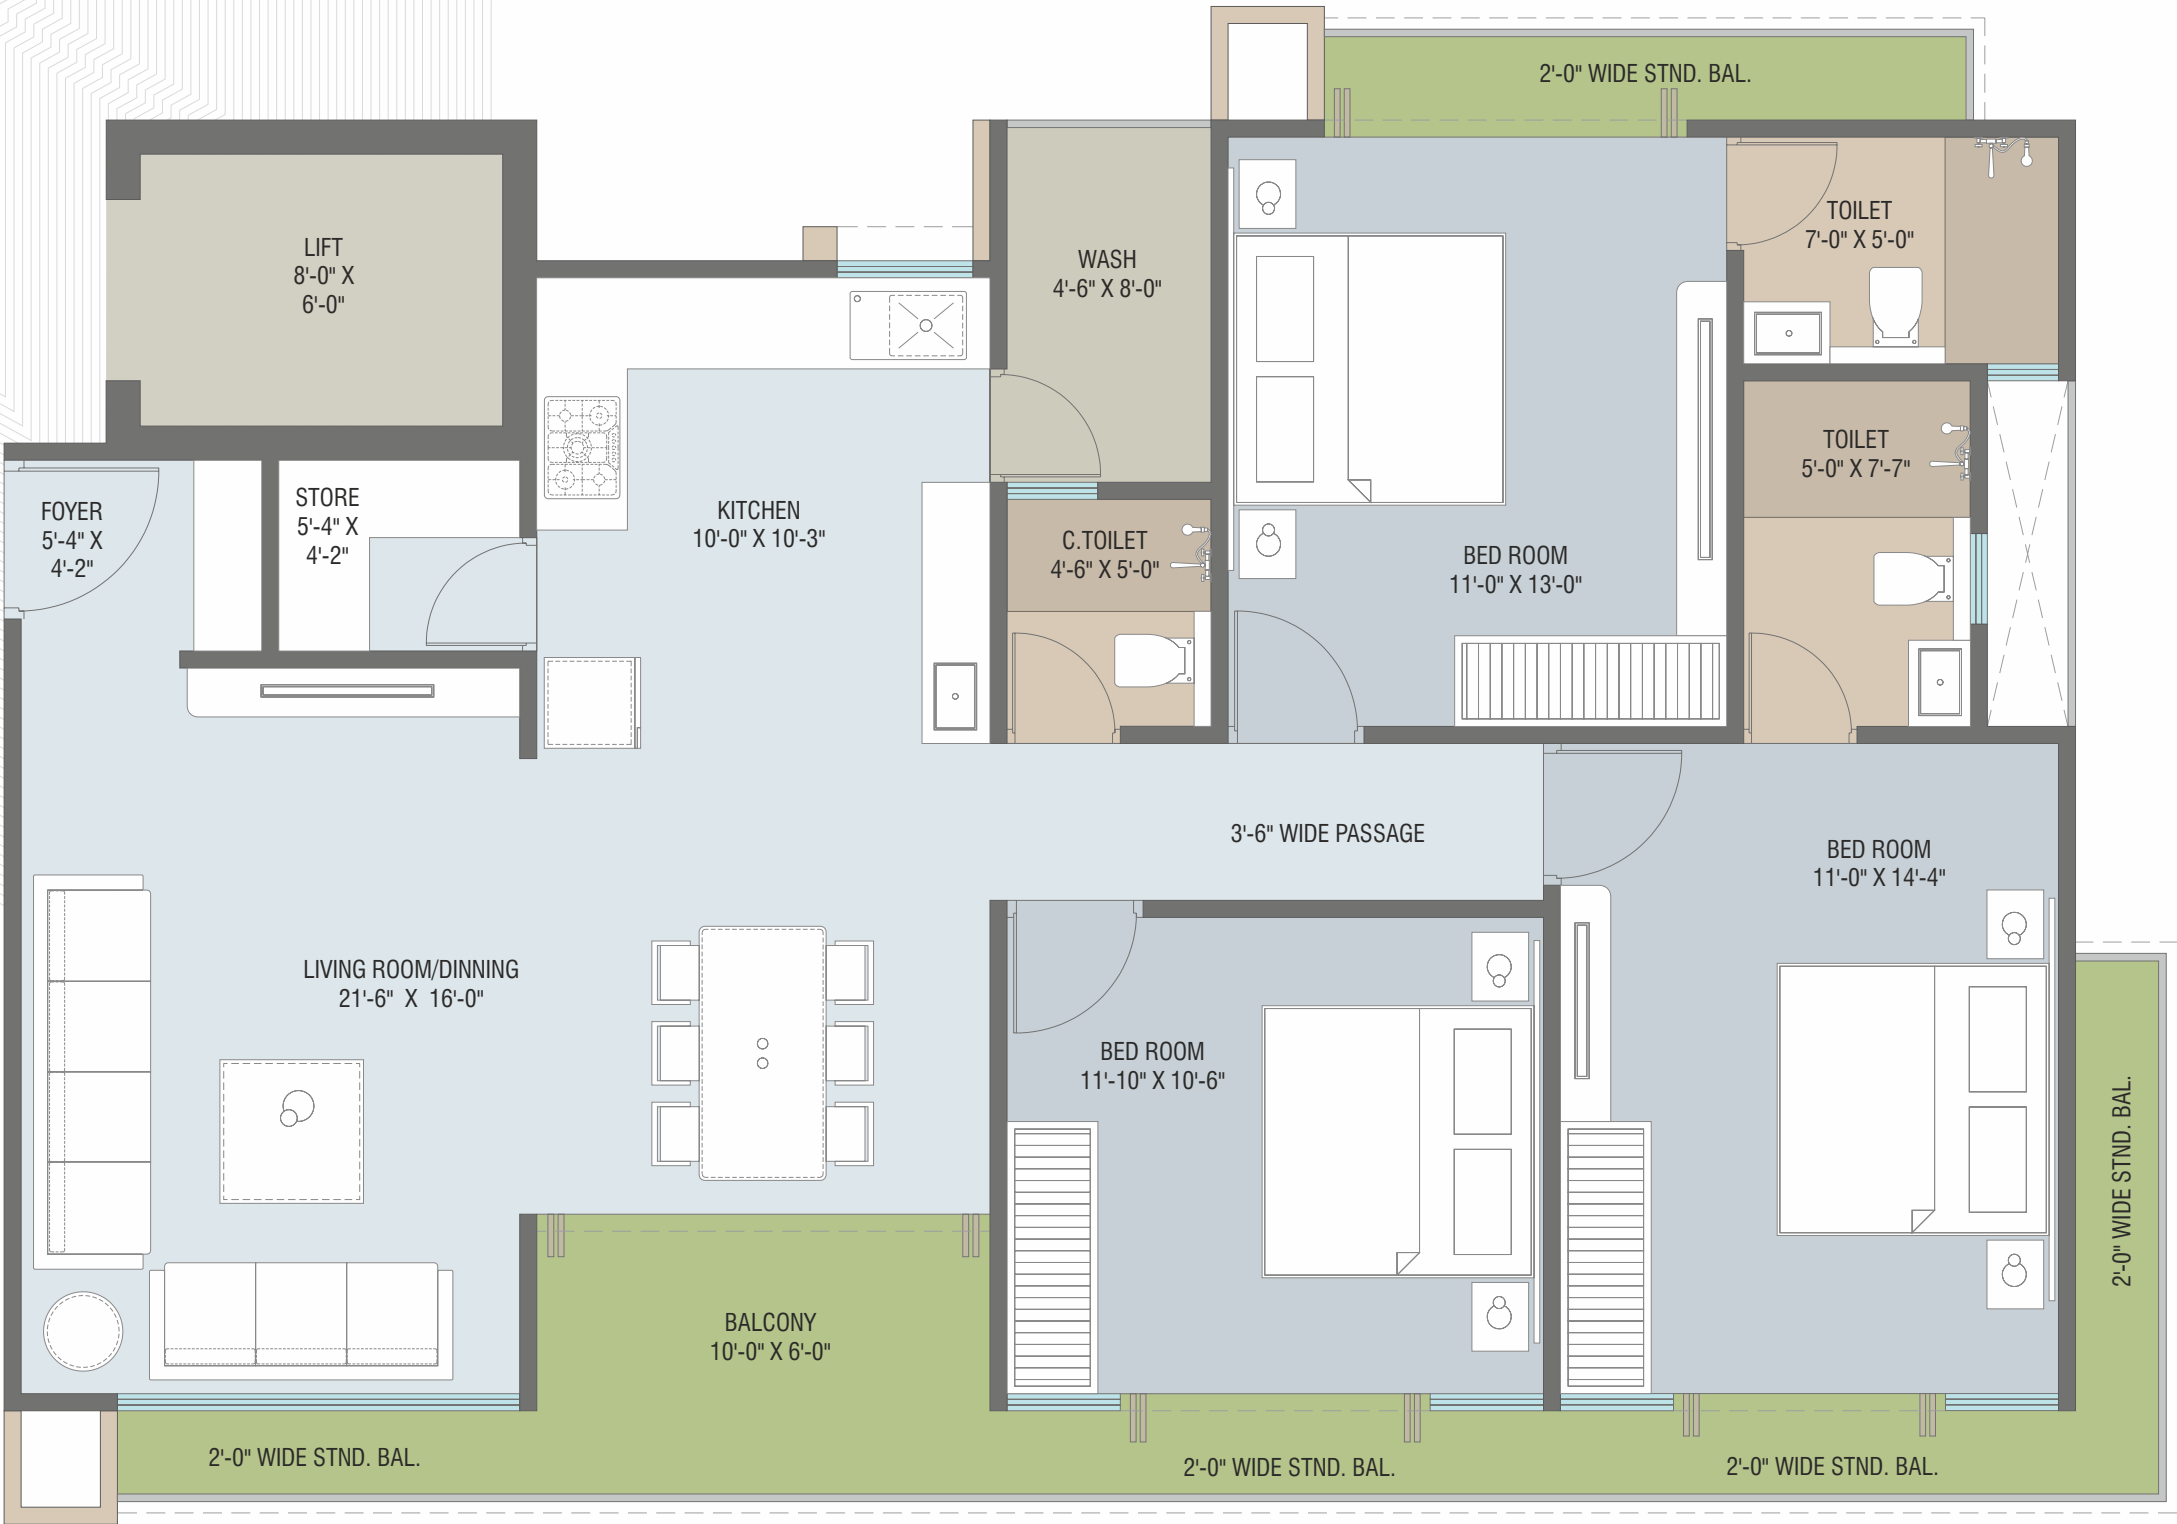 2'-0" WIDE STND. BAL.
LIFT
8'-0" X
6'-0"
WASH
4'-6" X 8'-0"
TOILET
7'-0" X 5'-0"
FOYER
5'-4" X
4'-2"
STORE
5'-4" X
4'-2"
KITCHEN
10'-0" X 10'-3"
C.TOILET
4'-6" X 5'-0"
BED ROOM
11'-0" X 13'-0"
TOILET
5'-0" X 7'-7"
3'-6" WIDE PASSAGE
BED ROOM
11'-0" X 14'-4"
LIVING ROOM/DINNING
21'-6" X 16'-0"
BED ROOM
11'-10" X 10'-6"
2'-0" WIDE STND. BAL.
BALCONY
10'-0" X 6'-0"
2'-0" WIDE STND. BAL.
2'-0" WIDE STND. BAL.
2'-0" WIDE STND. BAL.